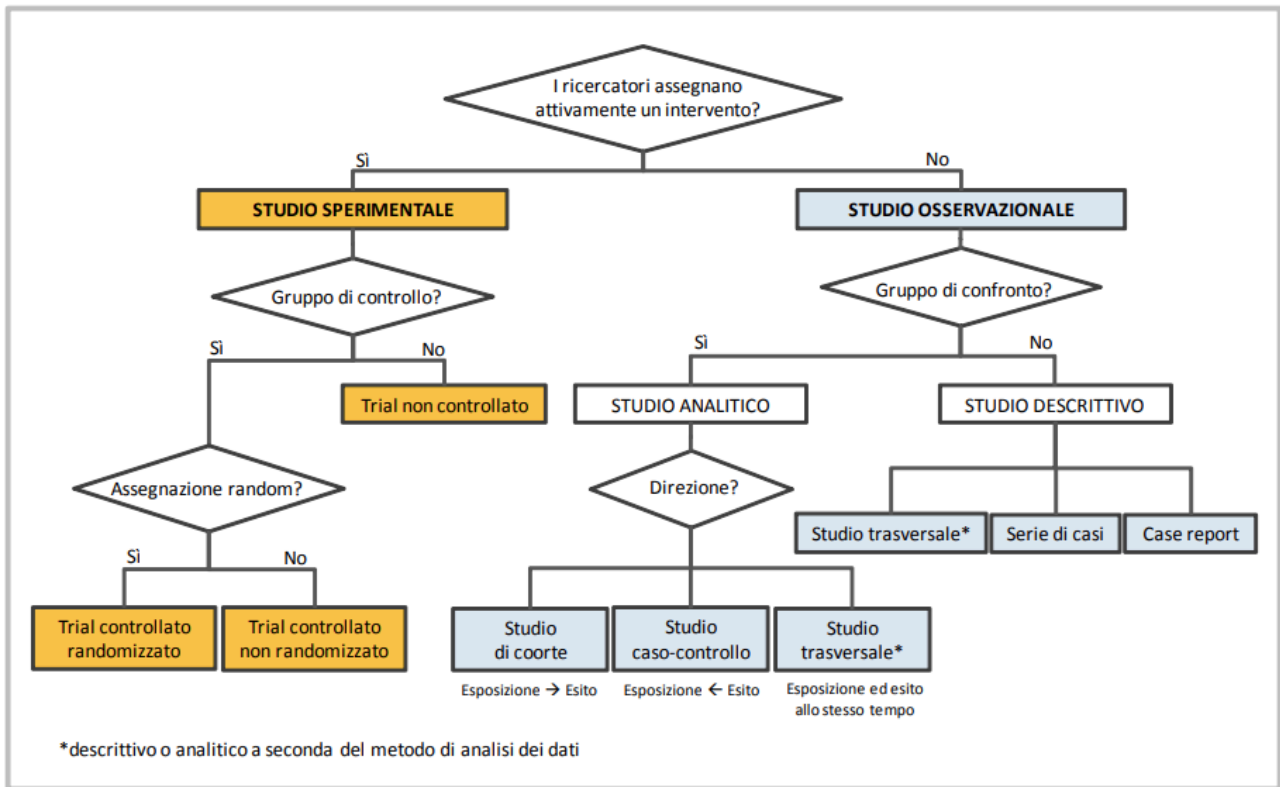 I ricercatori assegnano
attivamente un intervento?
Sì
No
STUDIO SPERIMENTALE
STUDIO OSSERVAZIONALE
Gruppo di controllo?
Gruppo di confronto?
Sì
No
Sì
No
Trial non controllato
STUDIO ANALITICO
STUDIO DESCRITTIVO
Assegnazione random?
Direzione?
Studio trasversale*
Serie di casi
Case report
Sì
No
Trial controllato
randomizzato
Trial controllato
non randomizzato
Studio
di coorte
Studio
caso-controllo
Studio
trasversale*
Esposizione → Esito
Esposizione ← Esito
Esposizione ed esito
allo stesso tempo
*descrittivo o analitico a seconda del metodo di analisi dei dati